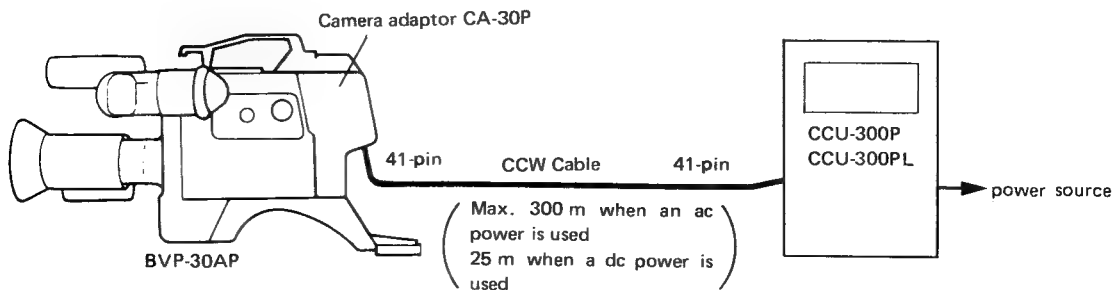 Camera adaptor CA-30P
41-pin
CCW Cable
41-pin
CCU-300P
CCU-300PL
power source
Max. 300 m when an ac
power is used
25 m when a dc power is
used
BVP-30AP